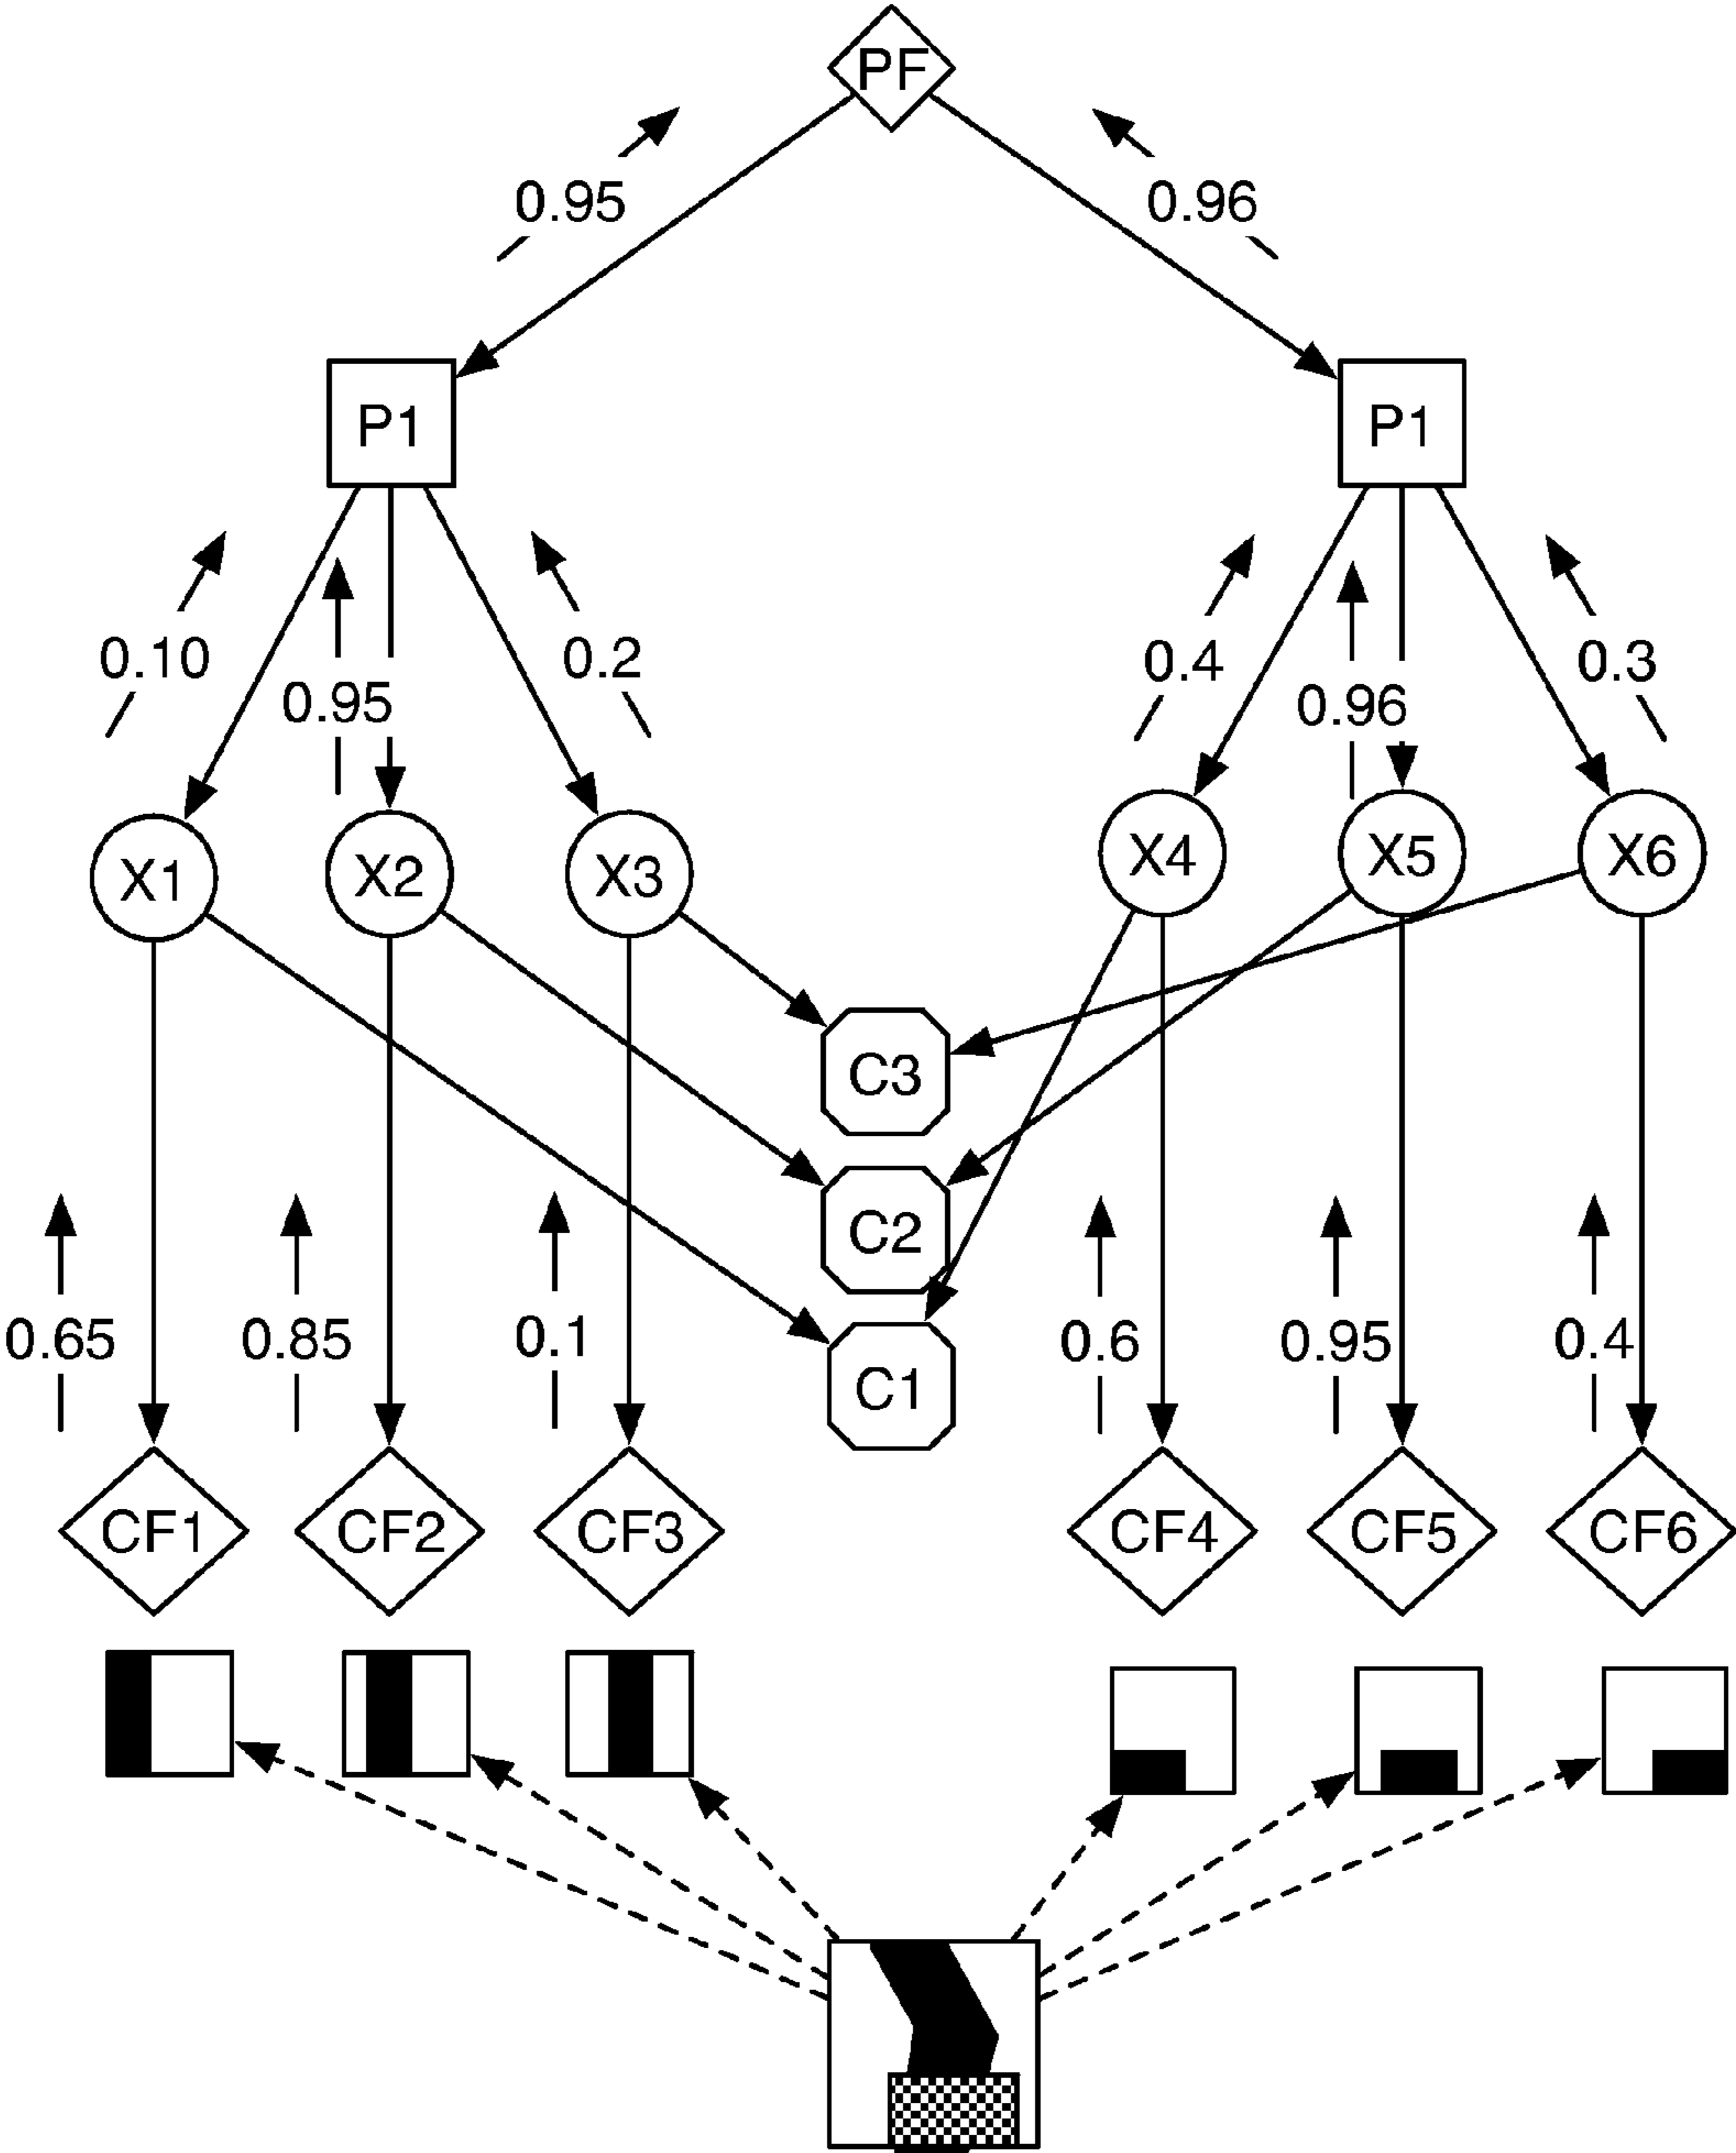 PF
0.95 0.96
P1 P1
0.10 0.95 0.2 0.4 0.96 0.3
X1 X2 X3 X4 X5 X6
C3
C2
0.65 0.85 0.1 0.6 0.95 0.4
C1
CF1 CF2 CF3 CF4 CF5 CF6